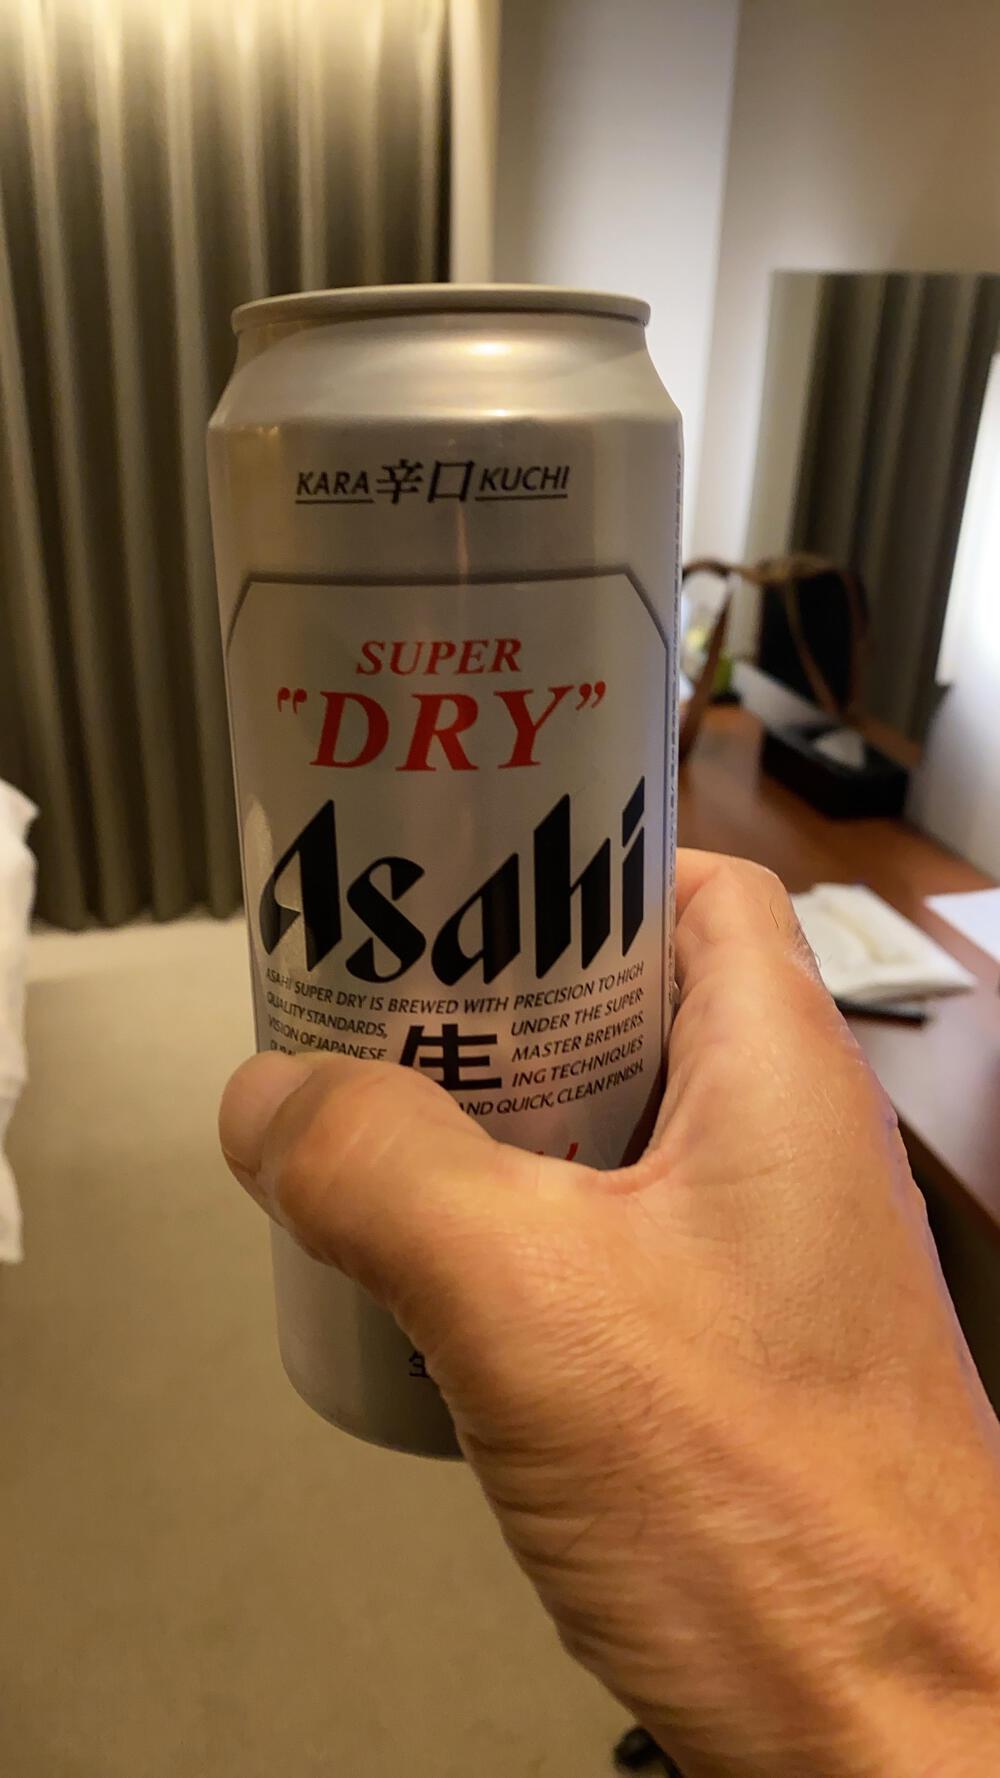 KARA 辛口 KUCHI
SUPER
"DRY"
Asahi
ASAHI SUPER DRY IS BREWED WITH PRECISION TO HIGH
QUALITY STANDARDS, UNDER THE SUPER-
VISION OF JAPANESE 生 MASTER BREWERS.
ING TECHNIQUES
AND QUICK, CLEAN FINISH.
生